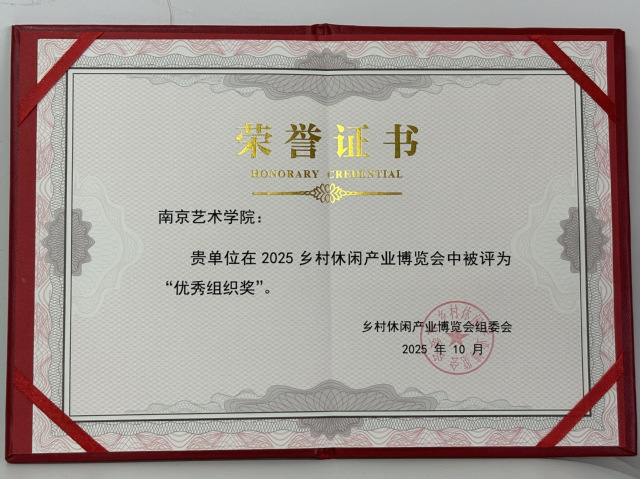 荣誉证书
HONORARY CREDENTIAL
南京艺术学院：
贵单位在 2025 乡村休闲产业博览会中被评为
“优秀组织奖”。
乡村休闲产业博览会组委会
2025 年 10 月